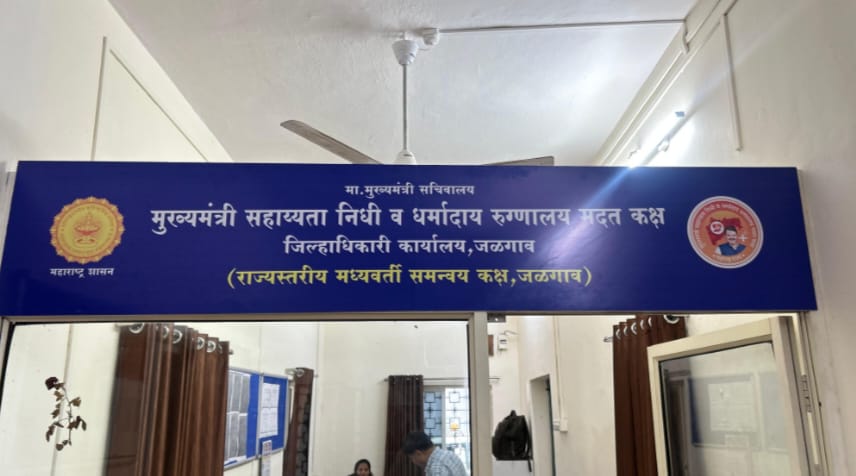 मा.मुख्यमंत्री सचिवालय
मुख्यमंत्री सहाय्यता निधी व धर्मादाय रुग्णालय मदत कक्ष
जिल्हाधिकारी कार्यालय,जळगाव
(राज्यस्तरीय मध्यवर्ती समन्वय कक्ष,जळगाव)
महाराष्ट्र शासन